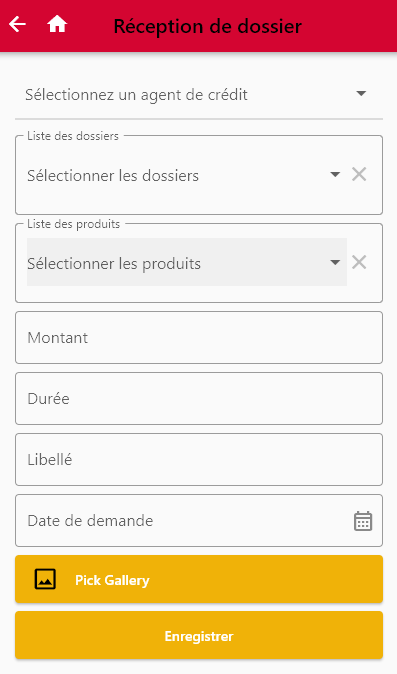 Réception de dossier
Sélectionnez un agent de crédit
Liste des dossiers
Sélectionner les dossiers
Liste des produits
Sélectionner les produits
Montant
Durée
Libellé
Date de demande
Pick Gallery
Enregistrer